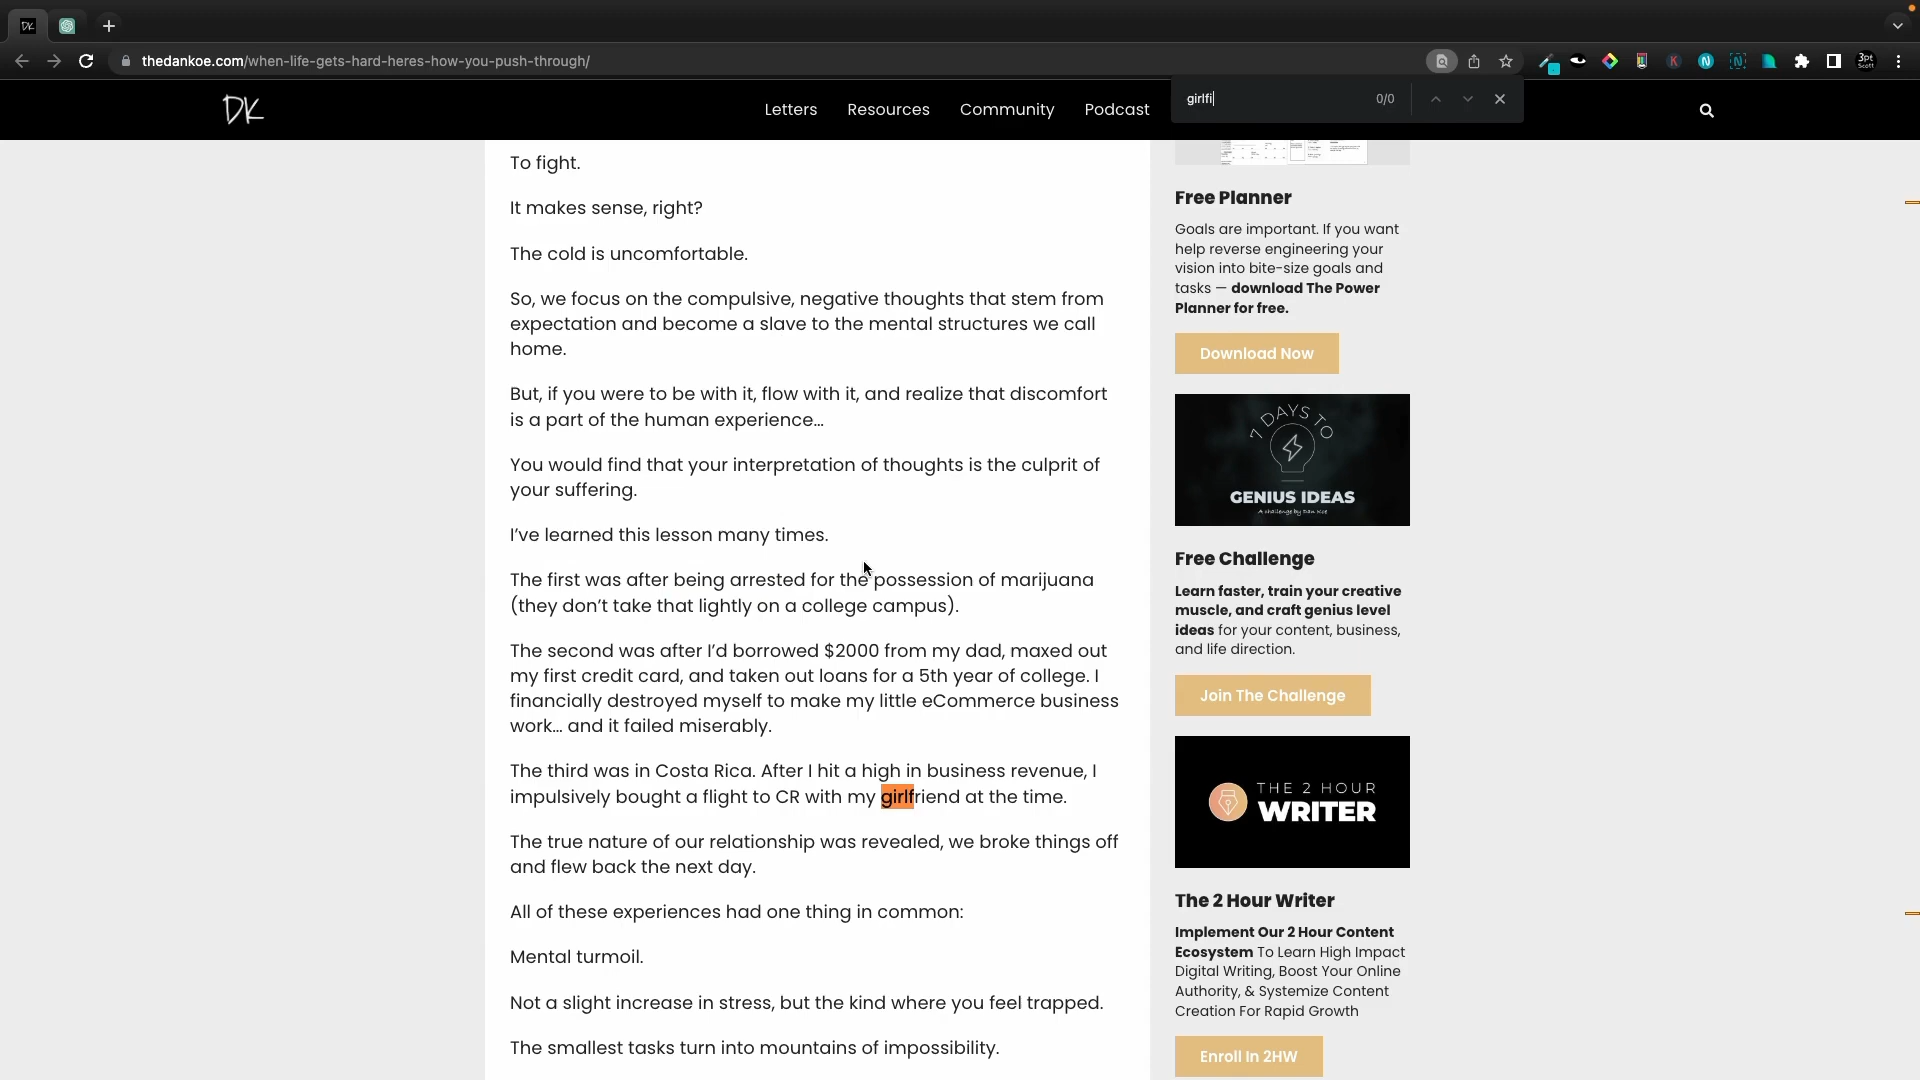 DK
thedankoe.com/when-life-gets-hard-heres-how-you-push-through/
3pt
Scott
girlfi
0/0
DK
Letters
Resources
Community
Podcast
To fight.
It makes sense, right?
The cold is uncomfortable.
So, we focus on the compulsive, negative thoughts that stem from
expectation and become a slave to the mental structures we call
home.
But, if you were to be with it, flow with it, and realize that discomfort
is a part of the human experience…
You would find that your interpretation of thoughts is the culprit of
your suffering.
I’ve learned this lesson many times.
The first was after being arrested for the possession of marijuana
(they don’t take that lightly on a college campus).
The second was after I’d borrowed $2000 from my dad, maxed out
my first credit card, and taken out loans for a 5th year of college. I
financially destroyed myself to make my little eCommerce business
work… and it failed miserably.
The third was in Costa Rica. After I hit a high in business revenue, I
impulsively bought a flight to CR with my girlfriend at the time.
The true nature of our relationship was revealed, we broke things off
and flew back the next day.
All of these experiences had one thing in common:
Mental turmoil.
Not a slight increase in stress, but the kind where you feel trapped.
The smallest tasks turn into mountains of impossibility.
Free Planner
Goals are important. If you want
help reverse engineering your
vision into bite-size goals and
tasks — download The Power
Planner for free.
Download Now
7 DAYS TO
GENIUS IDEAS
A challenge by Dan Koe
Free Challenge
Learn faster, train your creative
muscle, and craft genius level
ideas for your content, business,
and life direction.
Join The Challenge
THE 2 HOUR
WRITER
The 2 Hour Writer
Implement Our 2 Hour Content
Ecosystem To Learn High Impact
Digital Writing, Boost Your Online
Authority, & Systemize Content
Creation For Rapid Growth
Enroll In 2HW